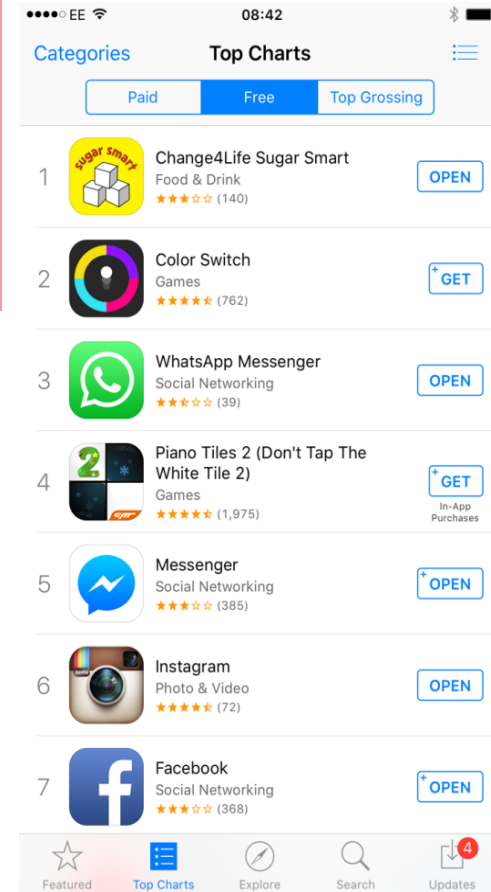 EE 08:42
Categories Top Charts
Paid Free Top Grossing
sugar smart
1 Change4Life Sugar Smart
Food & Drink
(140)
OPEN
2 Color Switch
Games
(762)
+ GET
3 WhatsApp Messenger
Social Networking
(39)
OPEN
4 Piano Tiles 2 (Don't Tap The
White Tile 2)
Games
(1,975)
+ GET
In-App
Purchases
2
CMP
5 Messenger
Social Networking
(385)
+ OPEN
6 Instagram
Photo & Video
(72)
OPEN
7 Facebook
Social Networking
(368)
+ OPEN
f
4
Featured Top Charts Explore Search Updates